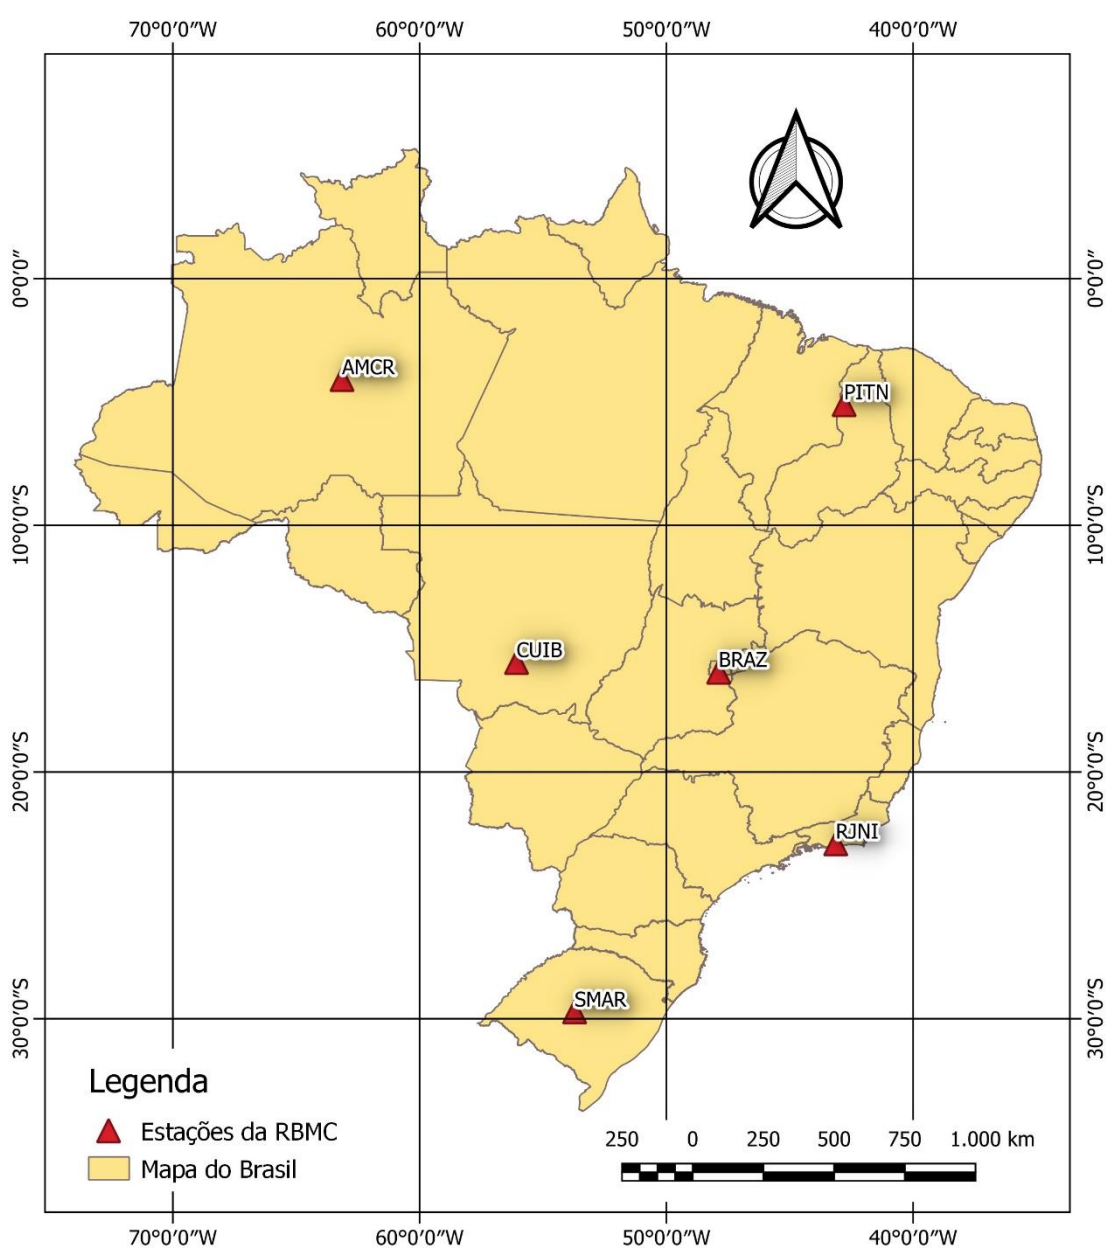 70°0'0"W 60°0'0"W 50°0'0"W 40°0'0"W
0°0'0" 0°0'0"
AMCR
PITN
10°0'0"S 10°0'0"S
CUIB
BRAZ
20°0'0"S 20°0'0"S
RJNI
SMAR
30°0'0"S 30°0'0"S
Legenda
Estações da RBMC
Mapa do Brasil
250 0 250 500 750 1.000 km
70°0'0"W 60°0'0"W 50°0'0"W 40°0'0"W